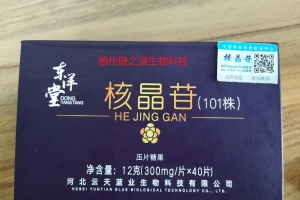 德州健之源生物科技
东洋堂
DONG
YANGTANG
核晶苷(101株)
HE JING GAN
核晶苷
压片糖果
净含量：12克(300mg/片×40片)
河北云天蓝业生物科技有限公司
HEBEI YUNTIAN BLUE BIOLOGICAL TECHNOLOGY CO., LTD